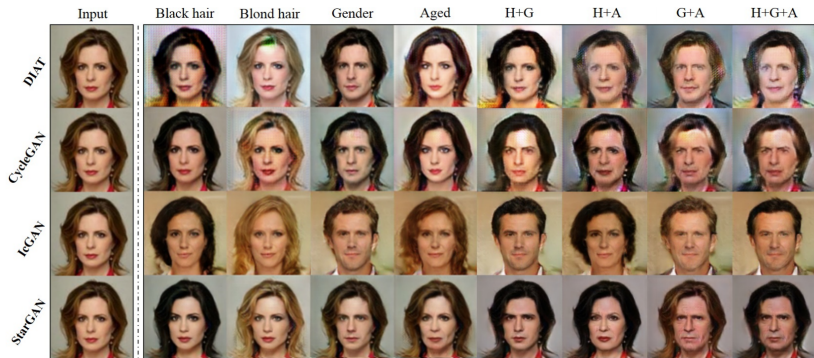 Input Black hair Blond hair Gender Aged H+G H+A G+A H+G+A
DIAT
CycleGAN
IcGAN
StarGAN